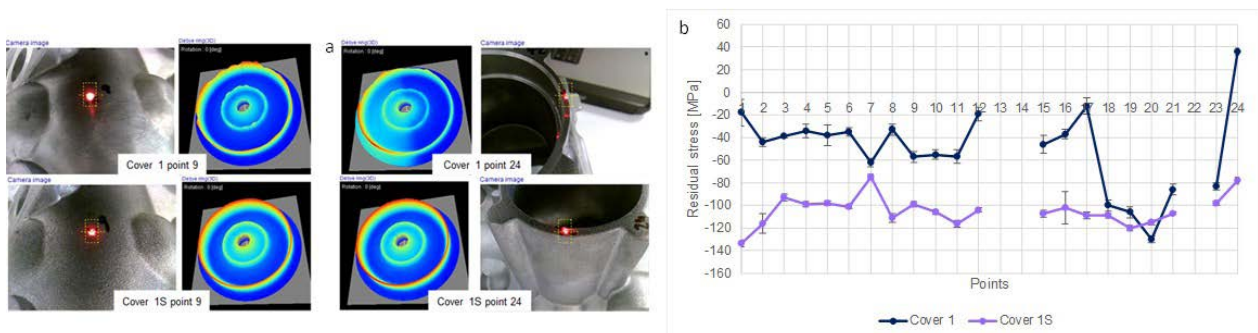 Camera image
Debye ring(3D)
Rotation : 0 [deg]
a
Debye ring(3D)
Rotation : 0 [deg]
Camera image
Cover 1 point 9
Cover 1 point 24
Camera image
Debye ring(3D)
Rotation : 0 [deg]
Debye ring(3D)
Rotation : 0 [deg]
Camera image
Cover 1S point 9
Cover 1S point 24
b
Residual stress [MPa]
60
40
20
0
-20
-40
-60
-80
-100
-120
-140
-160
1 2 3 4 5 6 7 8 9 10 11 12 13 14 15 16 17 18 19 20 21 22 23 24
Points
Cover 1 Cover 1S